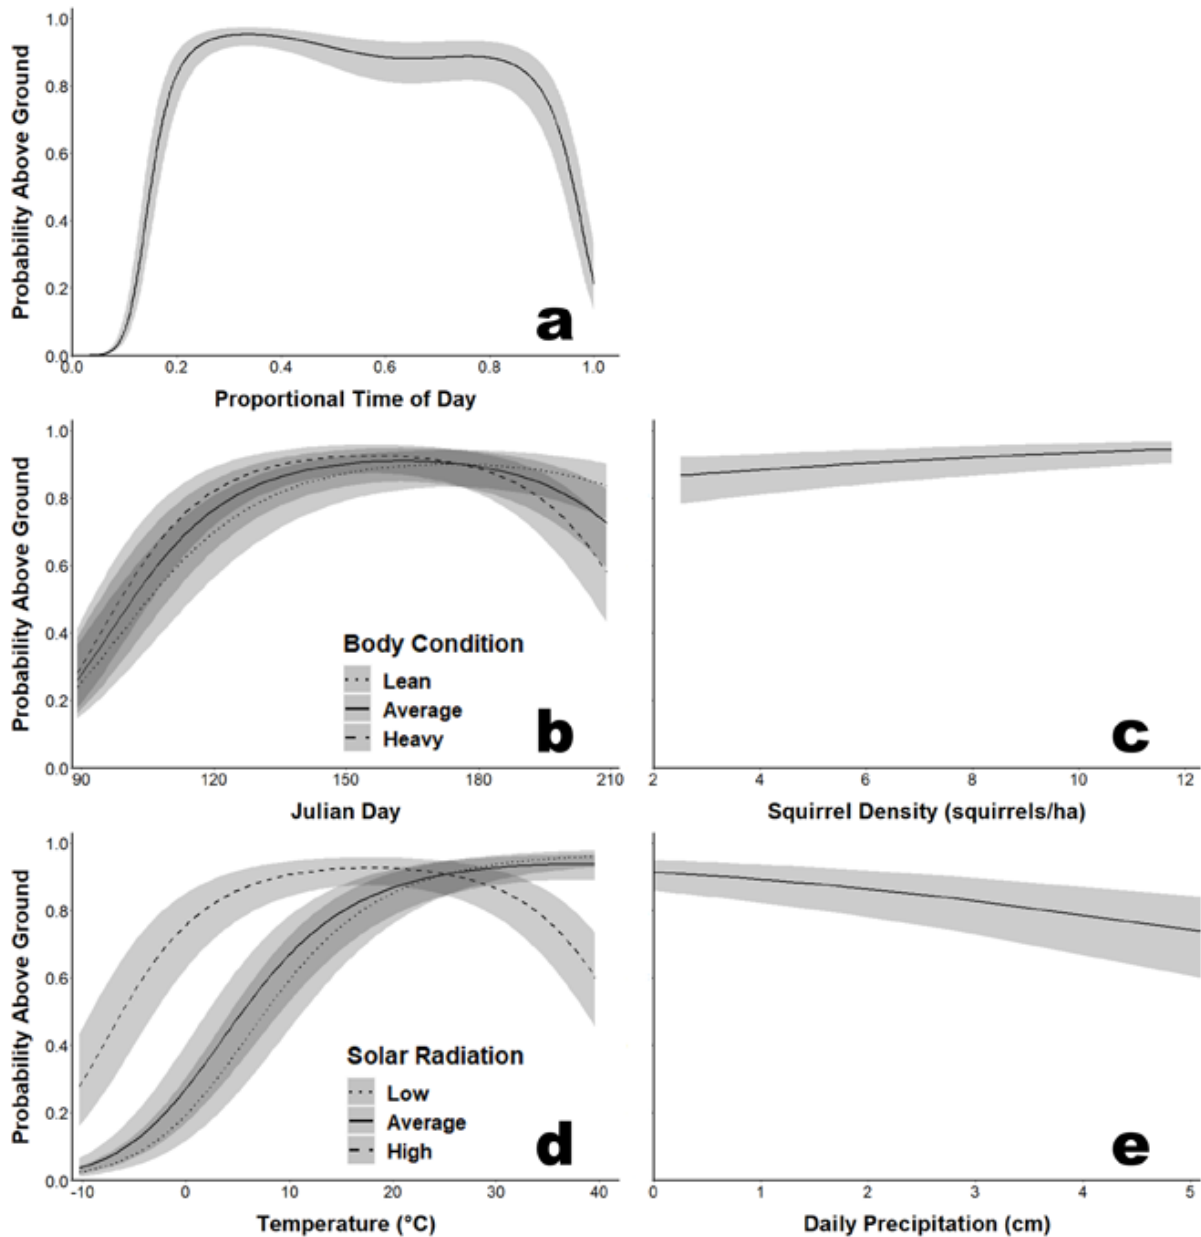 Probability Above Ground
1.0
0.8
0.6
0.4
0.2
0.0
0.0 0.2 0.4 0.6 0.8 1.0
Proportional Time of Day
a
Probability Above Ground
1.0
0.8
0.6
0.4
0.2
0.0
90 120 150 180 210
Julian Day
Body Condition
Lean
Average
Heavy
b
2 4 6 8 10 12
Squirrel Density (squirrels/ha)
c
Probability Above Ground
1.0
0.8
0.6
0.4
0.2
0.0
-10 0 10 20 30 40
Temperature (°C)
Solar Radiation
Low
Average
High
d
0 1 2 3 4 5
Daily Precipitation (cm)
e